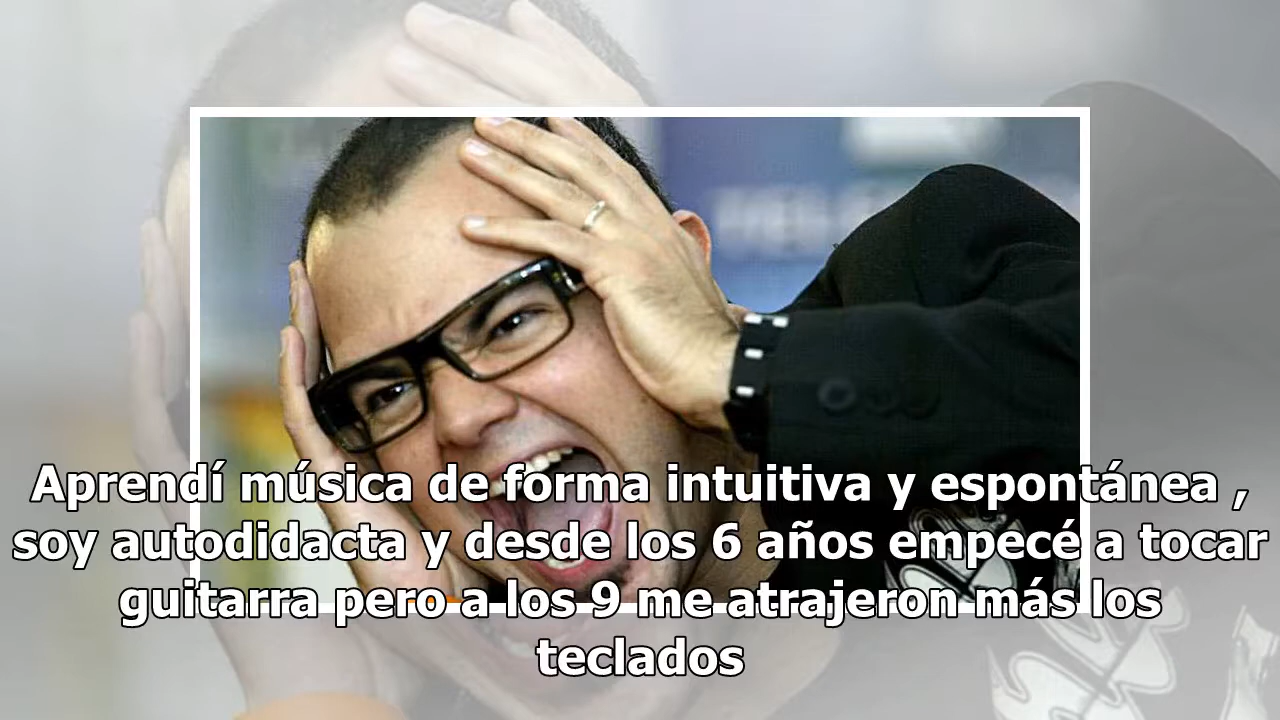 Aprendí música de forma intuitiva y espontánea ,
soy autodidacta y desde los 6 años empecé a tocar
guitarra pero a los 9 me atrajeron más los
teclados